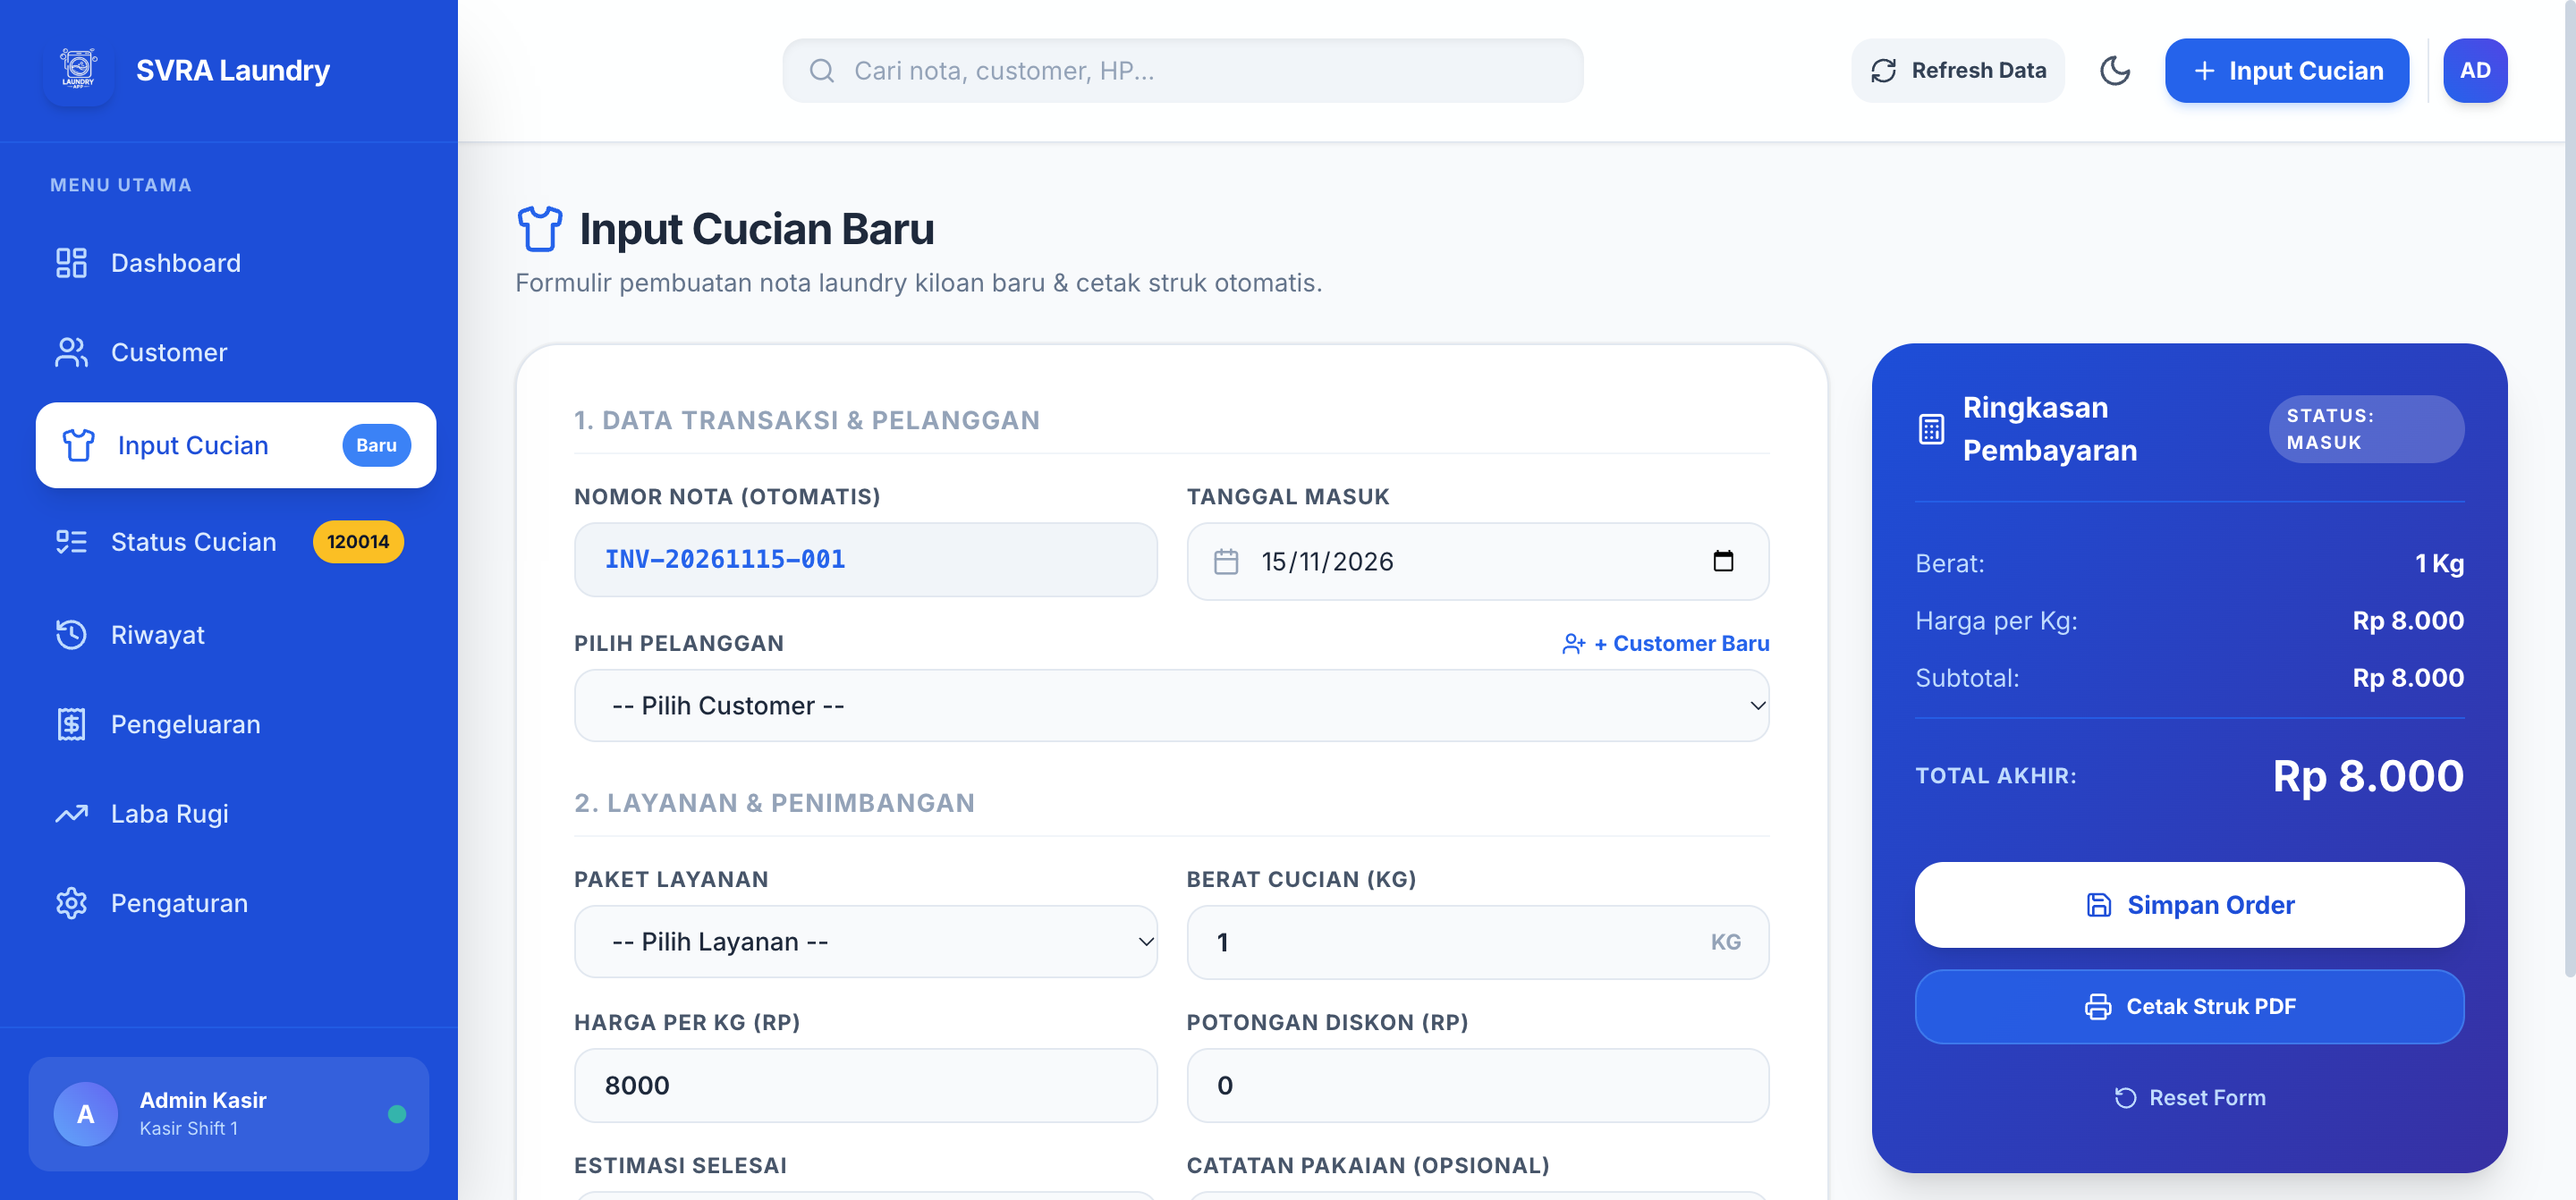 LAUNDRY
APP
SVRA Laundry
Cari nota, customer, HP...
Refresh Data
Input Cucian
AD
MENU UTAMA
Dashboard
Customer
Input Cucian
Baru
Status Cucian
120014
Riwayat
Pengeluaran
Laba Rugi
Pengaturan
A
Admin Kasir
Kasir Shift 1
Input Cucian Baru
Formulir pembuatan nota laundry kiloan baru & cetak struk otomatis.
1. DATA TRANSAKSI & PELANGGAN
NOMOR NOTA (OTOMATIS)
INV-20261115-001
TANGGAL MASUK
15/11/2026
PILIH PELANGGAN
+ Customer Baru
-- Pilih Customer --
2. LAYANAN & PENIMBANGAN
PAKET LAYANAN
-- Pilih Layanan --
BERAT CUCIAN (KG)
1
KG
HARGA PER KG (RP)
8000
POTONGAN DISKON (RP)
0
ESTIMASI SELESAI
CATATAN PAKAIAN (OPSIONAL)
Ringkasan
Pembayaran
STATUS:
MASUK
Berat:
1 Kg
Harga per Kg:
Rp 8.000
Subtotal:
Rp 8.000
TOTAL AKHIR:
Rp 8.000
Simpan Order
Cetak Struk PDF
Reset Form